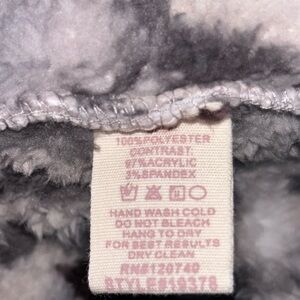 100%POLYESTER
CONTRAST:
97%ACRYLIC
3%SPANDEX
HAND WASH COLD
DO NOT BLEACH
HANG TO DRY
FOR BEST RESULTS
DRY CLEAN
RN#120740
STYLE#19378